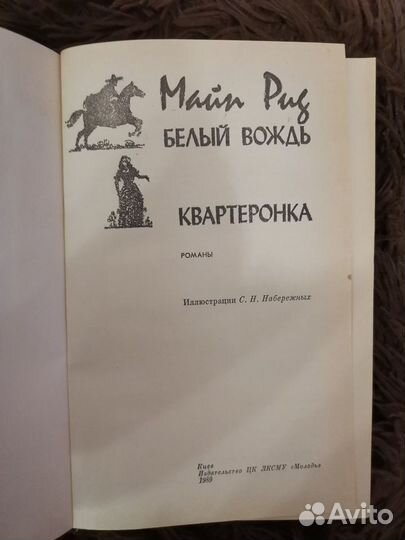 Майн Рид
БЕЛЫЙ ВОЖДЬ
КВАРТЕРОНКА
РОМАНЫ
Иллюстрации С. Н. Набережных
Киев
Издательство ЦК ЛКСМУ «Молодь»
1989
Avito